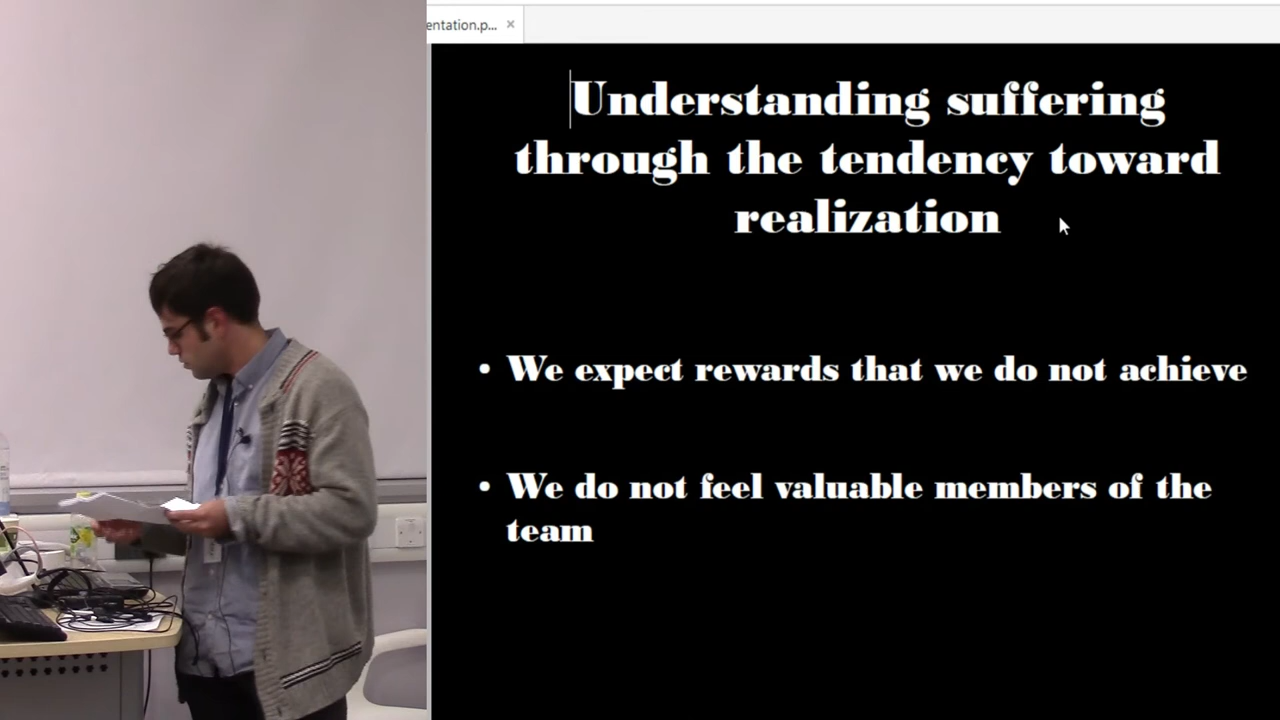 entation.p...
Understanding suffering
through the tendency toward
realization
• We expect rewards that we do not achieve
• We do not feel valuable members of the
team